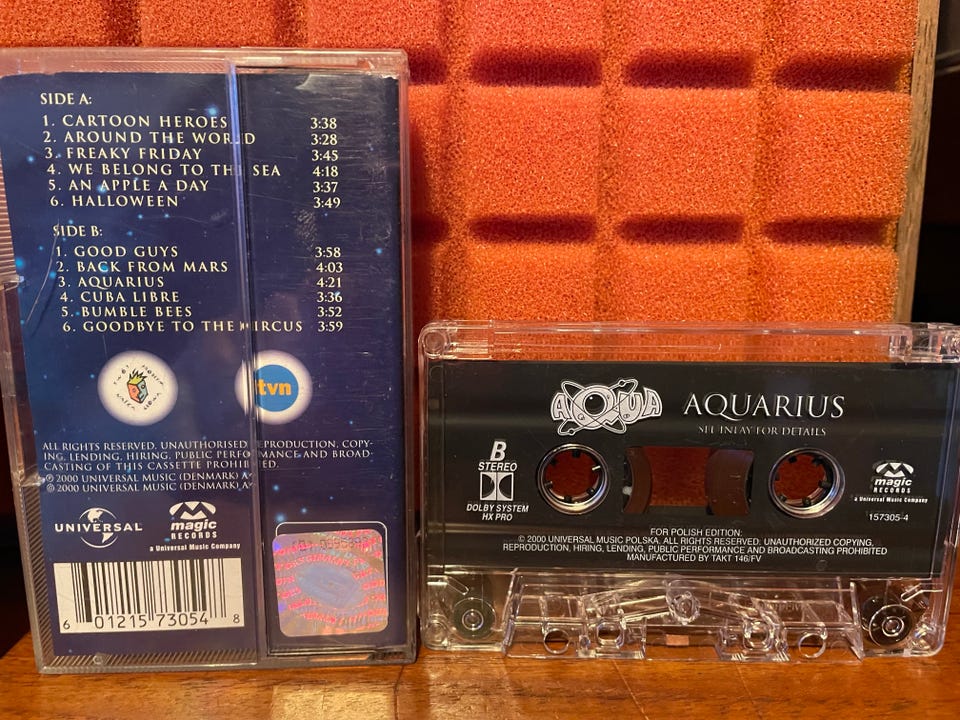 SIDE A:
1. CARTOON HEROES 3:38
2. AROUND THE WORLD 3:28
3. FREAKY FRIDAY 3:45
4. WE BELONG TO THE SEA 4:18
5. AN APPLE A DAY 3:37
6. HALLOWEEN 3:49
SIDE B:
1. GOOD GUYS 3:58
2. BACK FROM MARS 4:03
3. AQUARIUS 4:21
4. CUBA LIBRE 3:36
5. BUMBLE BEES 3:52
6. GOODBYE TO THE CIRCUS 3:59
tvn
ALL RIGHTS RESERVED. UNAUTHORISED REPRODUCTION, COPY-
ING, LENDING, HIRING, PUBLIC PERFORMANCE AND BROAD-
CASTING OF THIS CASSETTE PROHIBITED.
℗ 2000 UNIVERSAL MUSIC (DENMARK) A/
© 2000 UNIVERSAL MUSIC (DENMARK) A/
UNIVERSAL
magic
RECORDS
a Universal Music Company
6 01215 73054 8
AQUA
AQUARIUS
SEE INLAY FOR DETAILS
B
STEREO
DOLBY SYSTEM
HX PRO
magic
RECORDS
a Universal Music Company
157305-4
FOR POLISH EDITION:
© 2000 UNIVERSAL MUSIC POLSKA. ALL RIGHTS RESERVED. UNAUTHORIZED COPYING,
REPRODUCTION, HIRING, LENDING, PUBLIC PERFORMANCE AND BROADCASTING PROHIBITED
MANUFACTURED BY TAKT 146/FV